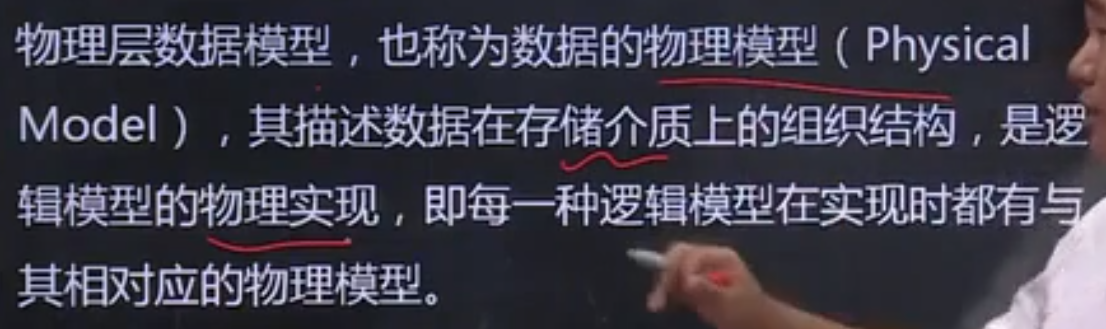 物理层数据模型，也称为数据的物理模型（Physical
Model），其描述数据在存储介质上的组织结构，是逻
辑模型的物理实现，即每一种逻辑模型在实现时都有与
其相对应的物理模型。